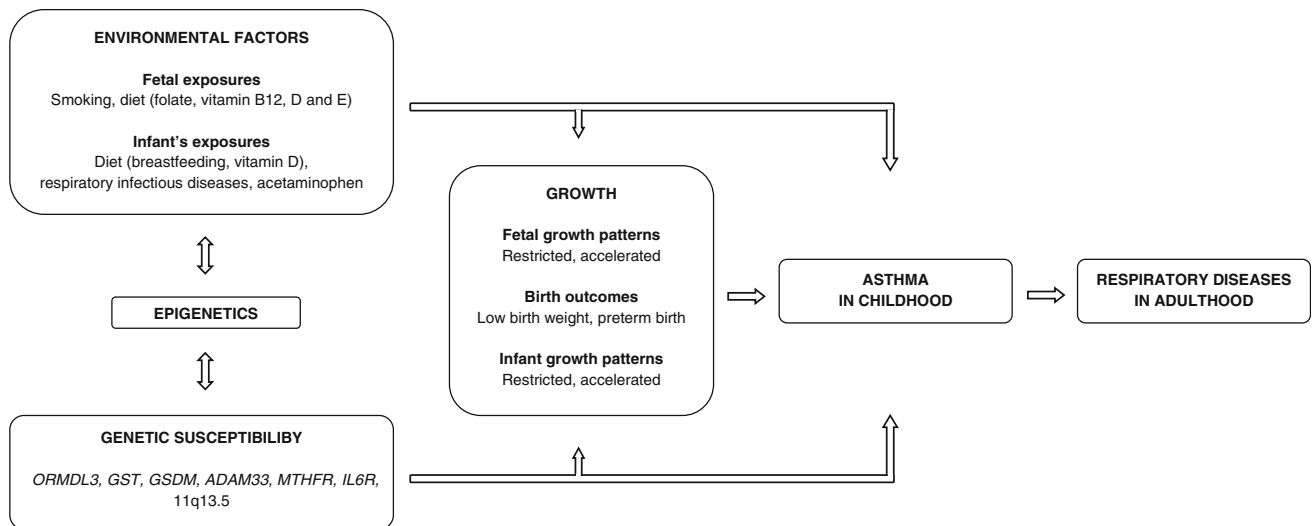 ENVIRONMENTAL FACTORS
Fetal exposures
Smoking, diet (folate, vitamin B12, D and E)
Infant's exposures
Diet (breastfeeding, vitamin D),
respiratory infectious diseases, acetaminophen
EPIGENETICS
GENETIC SUSCEPTIBILIBY
ORMDL3, GST, GSDM, ADAM33, MTHFR, IL6R,
11q13.5
GROWTH
Fetal growth patterns
Restricted, accelerated
Birth outcomes
Low birth weight, preterm birth
Infant growth patterns
Restricted, accelerated
ASTHMA
IN CHILDHOOD
RESPIRATORY DISEASES
IN ADULTHOOD